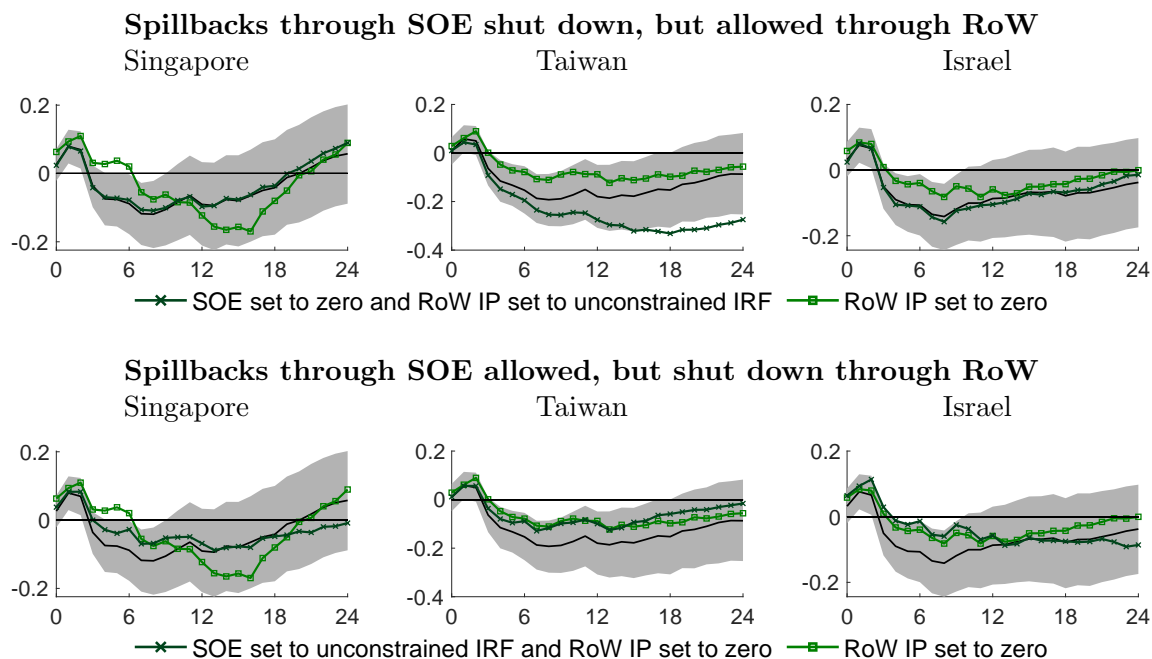 Spillbacks through SOE shut down, but allowed through RoW
Singapore Taiwan Israel
0.2 0.2 0.2
0 0 0
-0.2 -0.2 -0.2
-0.4
0 6 12 18 24 0 6 12 18 24 0 6 12 18 24
SOE set to zero and RoW IP set to unconstrained IRF RoW IP set to zero
Spillbacks through SOE allowed, but shut down through RoW
Singapore Taiwan Israel
0.2 0.2 0.2
0 0 0
-0.2 -0.2 -0.2
-0.4
0 6 12 18 24 0 6 12 18 24 0 6 12 18 24
SOE set to unconstrained IRF and RoW IP set to zero RoW IP set to zero